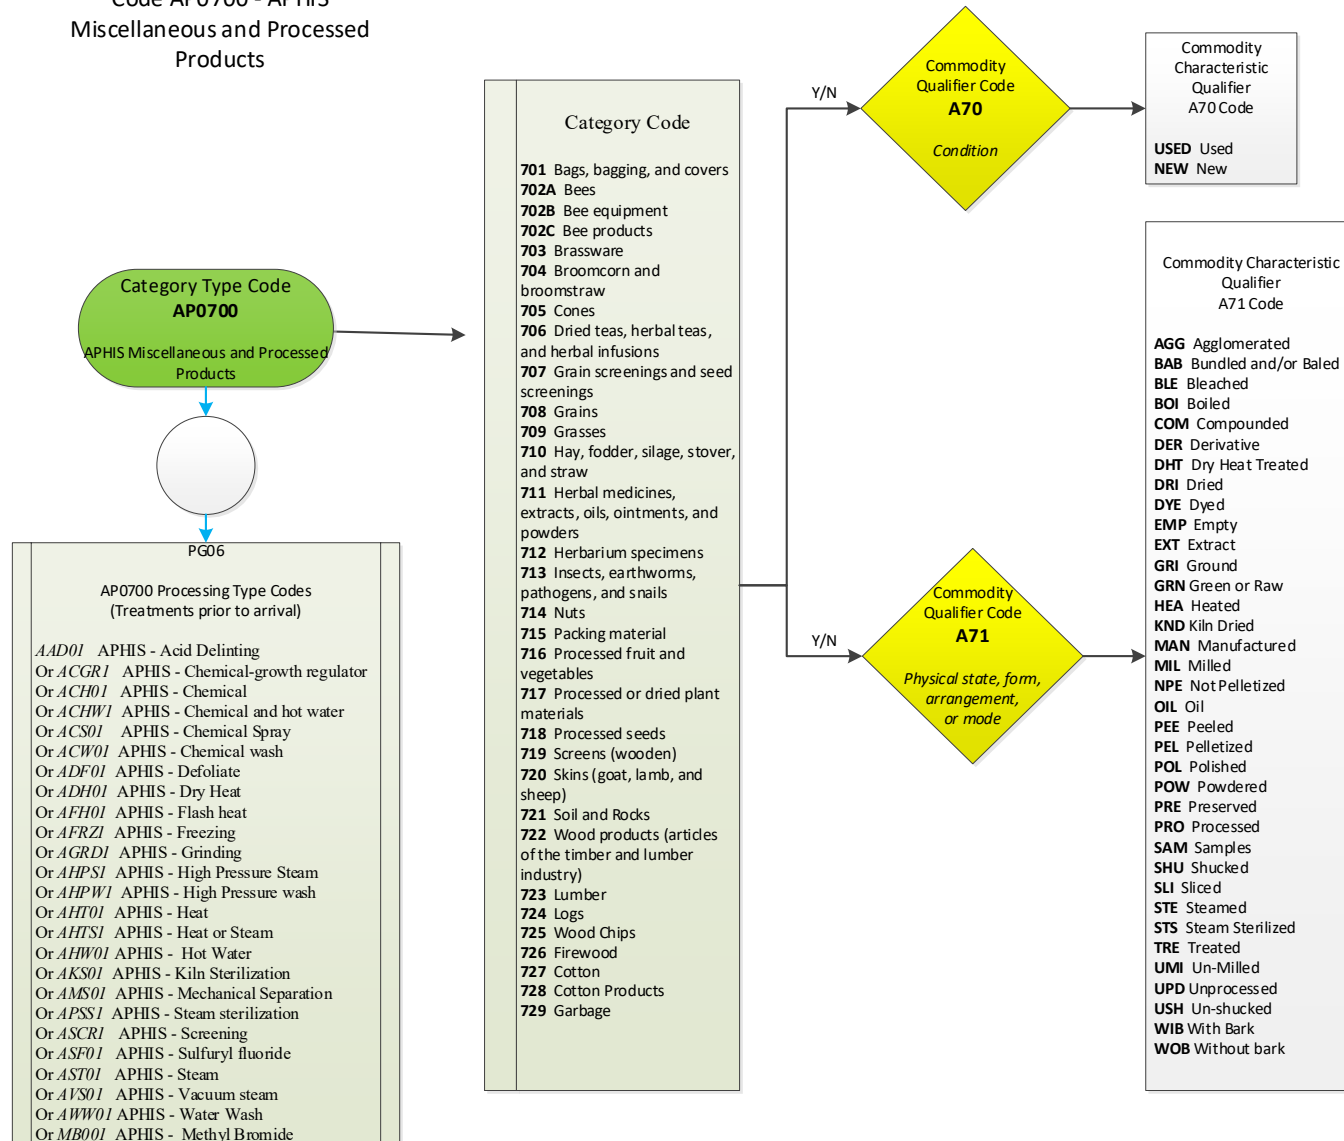 Code AP0700 - APHIS
Miscellaneous and Processed
Products
Category Type Code
AP0700
APHIS Miscellaneous and Processed
Products
PG06
AP0700 Processing Type Codes
(Treatments prior to arrival)
AAD01 APHIS - Acid Delinting
Or ACGR1 APHIS - Chemical-growth regulator
Or ACH01 APHIS - Chemical
Or ACHW1 APHIS - Chemical and hot water
Or ACS01 APHIS - Chemical Spray
Or ACW01 APHIS - Chemical wash
Or ADF01 APHIS - Defoliate
Or ADH01 APHIS - Dry Heat
Or AFH01 APHIS - Flash heat
Or AFRZ1 APHIS - Freezing
Or AGRD1 APHIS - Grinding
Or AHPS1 APHIS - High Pressure Steam
Or AHPW1 APHIS - High Pressure wash
Or AHT01 APHIS - Heat
Or AHTS1 APHIS - Heat or Steam
Or AHW01 APHIS - Hot Water
Or AKS01 APHIS - Kiln Sterilization
Or AMS01 APHIS - Mechanical Separation
Or APSS1 APHIS - Steam sterilization
Or ASCR1 APHIS - Screening
Or ASF01 APHIS - Sulfuryl fluoride
Or AST01 APHIS - Steam
Or AVS01 APHIS - Vacuum steam
Or AWW01 APHIS - Water Wash
Or MB001 APHIS - Methyl Bromide
Category Code
701 Bags, bagging, and covers
702A Bees
702B Bee equipment
702C Bee products
703 Brassware
704 Broomcorn and
broomstraw
705 Cones
706 Dried teas, herbal teas,
and herbal infusions
707 Grain screenings and seed
screenings
708 Grains
709 Grasses
710 Hay, fodder, silage, stover,
and straw
711 Herbal medicines,
extracts, oils, ointments, and
powders
712 Herbarium specimens
713 Insects, earthworms,
pathogens, and snails
714 Nuts
715 Packing material
716 Processed fruit and
vegetables
717 Processed or dried plant
materials
718 Processed seeds
719 Screens (wooden)
720 Skins (goat, lamb, and
sheep)
721 Soil and Rocks
722 Wood products (articles
of the timber and lumber
industry)
723 Lumber
724 Logs
725 Wood Chips
726 Firewood
727 Cotton
728 Cotton Products
729 Garbage
Y/N
Commodity
Qualifier Code
A70
Condition
Commodity
Characteristic
Qualifier
A70 Code
USED Used
NEW New
Y/N
Commodity
Qualifier Code
A71
Physical state, form,
arrangement,
or mode
Commodity Characteristic
Qualifier
A71 Code
AGG Agglomerated
BAB Bundled and/or Baled
BLE Bleached
BOI Boiled
COM Compounded
DER Derivative
DHT Dry Heat Treated
DRI Dried
DYE Dyed
EMP Empty
EXT Extract
GRI Ground
GRN Green or Raw
HEA Heated
KND Kiln Dried
MAN Manufactured
MIL Milled
NPE Not Pelletized
OIL Oil
PEE Peeled
PEL Pelletized
POL Polished
POW Powdered
PRE Preserved
PRO Processed
SAM Samples
SHU Shucked
SLI Sliced
STE Steamed
STS Steam Sterilized
TRE Treated
UMI Un-Milled
UPD Unprocessed
USH Un-shucked
WIB With Bark
WOB Without bark